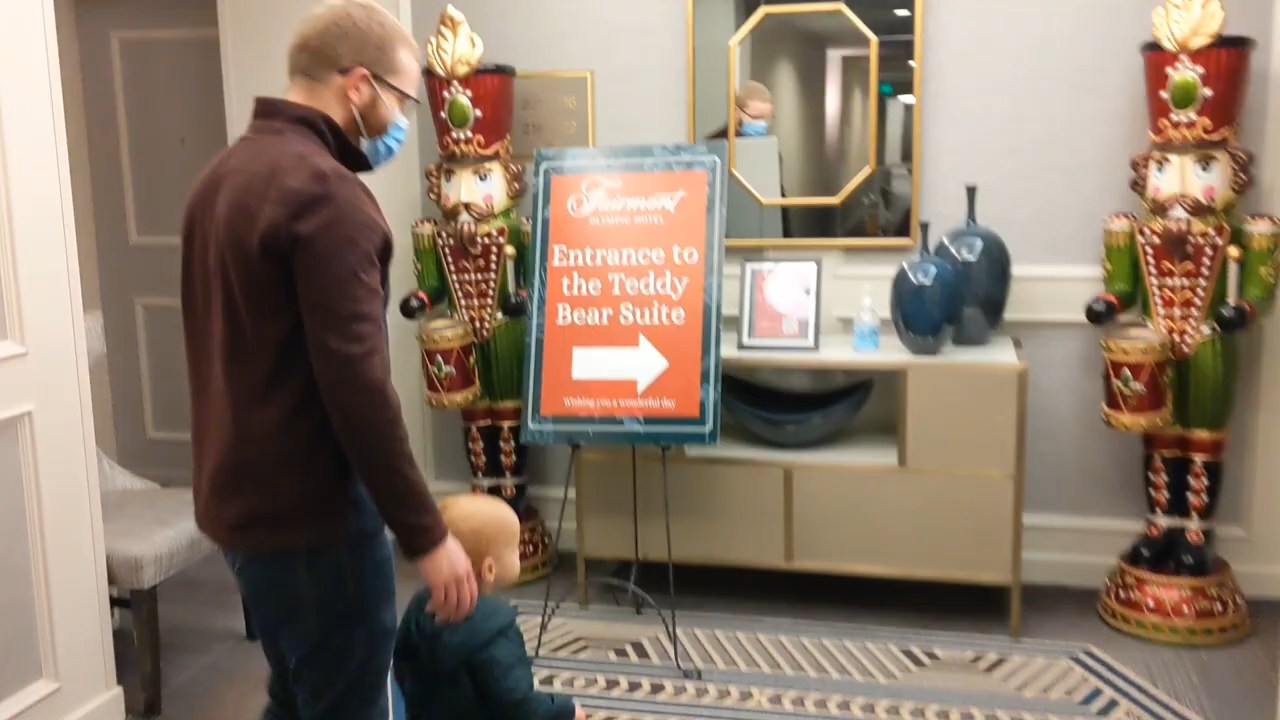 Fairmont
OLYMPIC HOTEL
Entrance to
the Teddy
Bear Suite
Wishing you a wonderful day